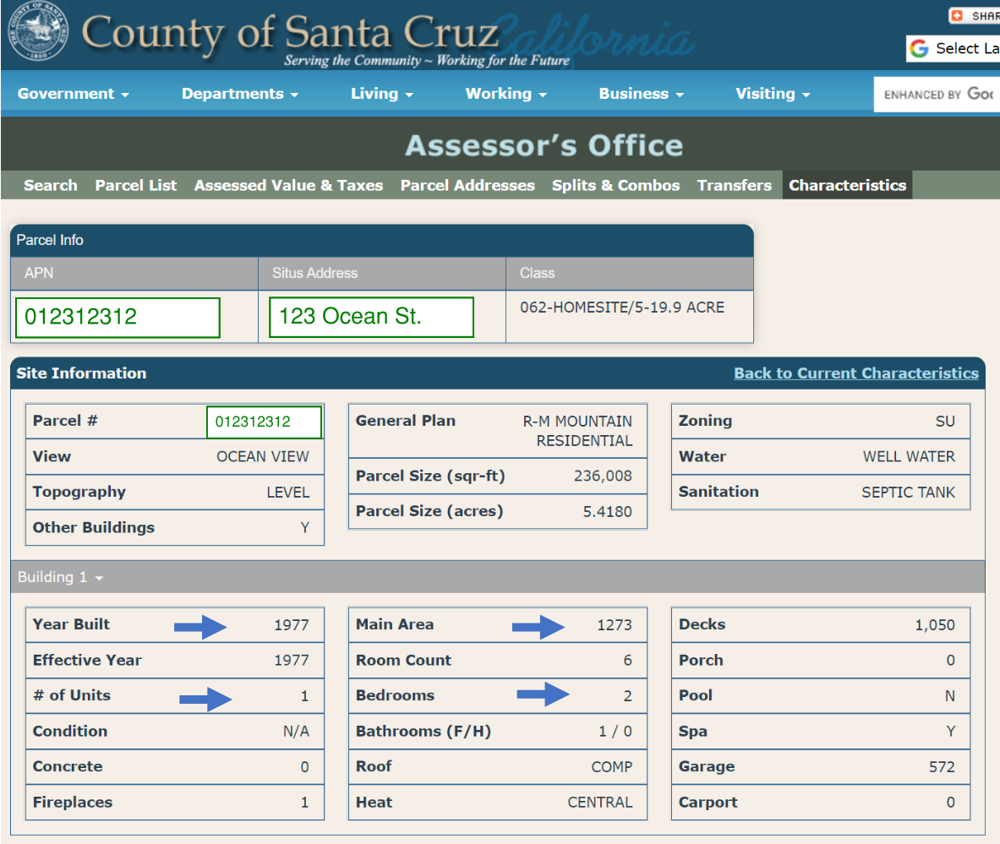 THE COUNTY OF SANTA CRUZ
1850
County of Santa Cruz
California
Serving the Community ~ Working for the Future
SHAR
Select La
Government Departments Living Working Business Visiting
ENHANCED BY Goo
Assessor's Office
Search Parcel List Assessed Value & Taxes Parcel Addresses Splits & Combos Transfers Characteristics
Parcel Info
APN Situs Address Class
012312312 123 Ocean St. 062-HOMESITE/5-19.9 ACRE
Site Information Back to Current Characteristics
Parcel # 012312312
View OCEAN VIEW
Topography LEVEL
Other Buildings Y
General Plan R-M MOUNTAIN
RESIDENTIAL
Parcel Size (sqr-ft) 236,008
Parcel Size (acres) 5.4180
Zoning SU
Water WELL WATER
Sanitation SEPTIC TANK
Building 1
Year Built 1977
Effective Year 1977
# of Units 1
Condition N/A
Concrete 0
Fireplaces 1
Main Area 1273
Room Count 6
Bedrooms 2
Bathrooms (F/H) 1 / 0
Roof COMP
Heat CENTRAL
Decks 1,050
Porch 0
Pool N
Spa Y
Garage 572
Carport 0